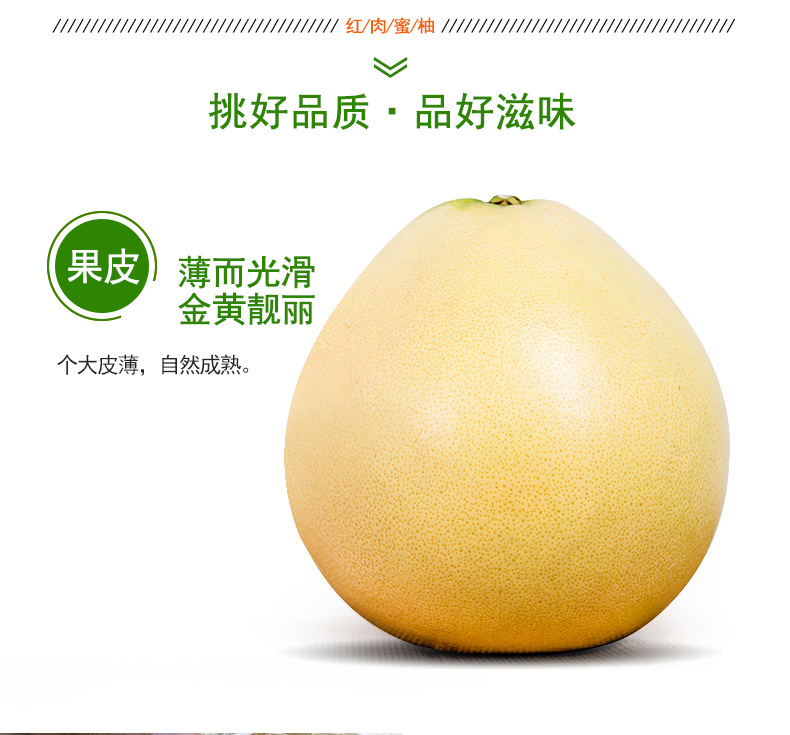 红/肉/蜜/柚
挑好品质·品好滋味
果皮
薄而光滑
金黄靓丽
个大皮薄，自然成熟。